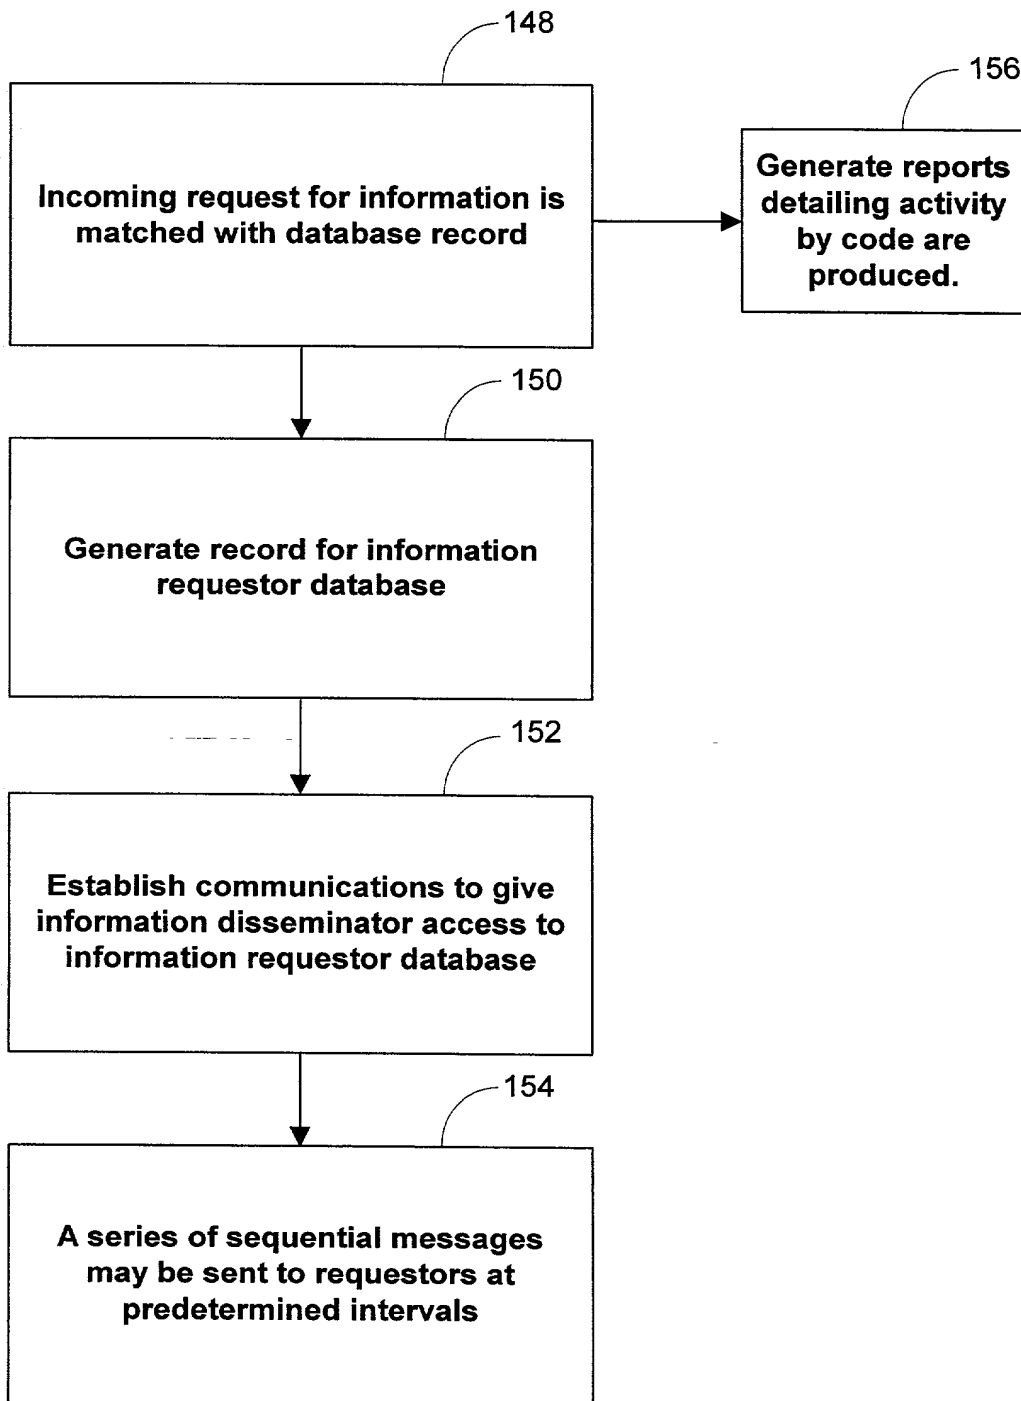 148
Incoming request for information is
matched with database record
156
Generate reports
detailing activity
by code are
produced.
150
Generate record for information
requestor database
152
Establish communications to give
information disseminator access to
information requestor database
154
A series of sequential messages
may be sent to requestors at
predetermined intervals